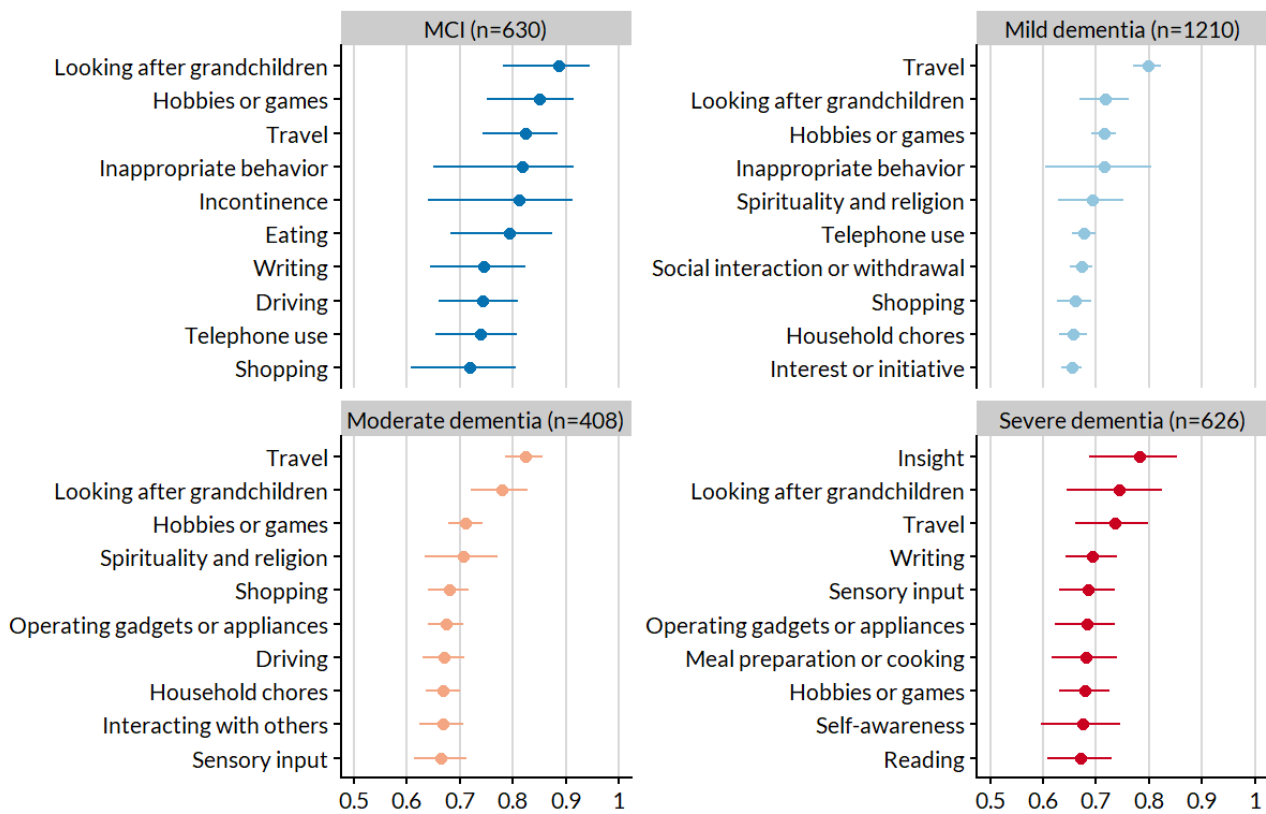 MCI (n=630)
Looking after grandchildren
Hobbies or games
Travel
Inappropriate behavior
Incontinence
Eating
Writing
Driving
Telephone use
Shopping
Mild dementia (n=1210)
Travel
Looking after grandchildren
Hobbies or games
Inappropriate behavior
Spirituality and religion
Telephone use
Social interaction or withdrawal
Shopping
Household chores
Interest or initiative
Moderate dementia (n=408)
Travel
Looking after grandchildren
Hobbies or games
Spirituality and religion
Shopping
Operating gadgets or appliances
Driving
Household chores
Interacting with others
Sensory input
0.5 0.6 0.7 0.8 0.9 1
Severe dementia (n=626)
Insight
Looking after grandchildren
Travel
Writing
Sensory input
Operating gadgets or appliances
Meal preparation or cooking
Hobbies or games
Self-awareness
Reading
0.5 0.6 0.7 0.8 0.9 1